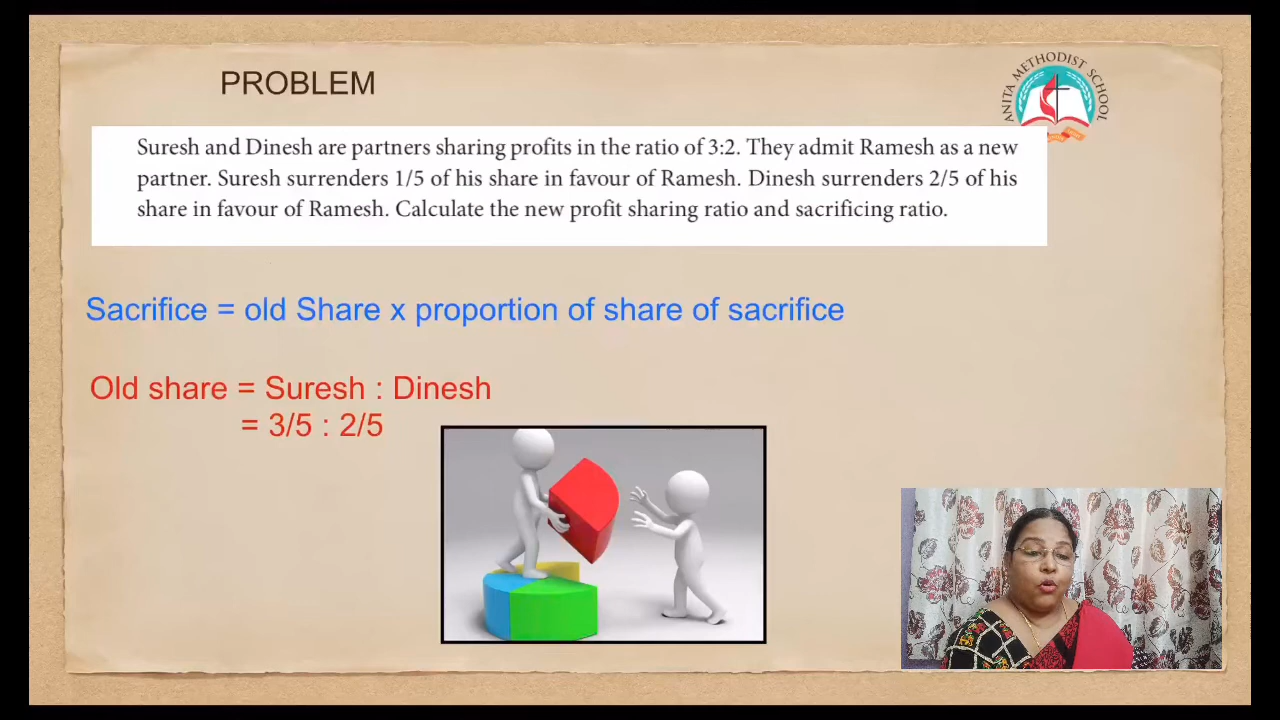 PROBLEM
ANITA METHODIST SCHOOL
Suresh and Dinesh are partners sharing profits in the ratio of 3:2. They admit Ramesh as a new
partner. Suresh surrenders 1/5 of his share in favour of Ramesh. Dinesh surrenders 2/5 of his
share in favour of Ramesh. Calculate the new profit sharing ratio and sacrificing ratio.
Sacrifice = old Share x proportion of share of sacrifice
Old share = Suresh : Dinesh
= 3/5 : 2/5